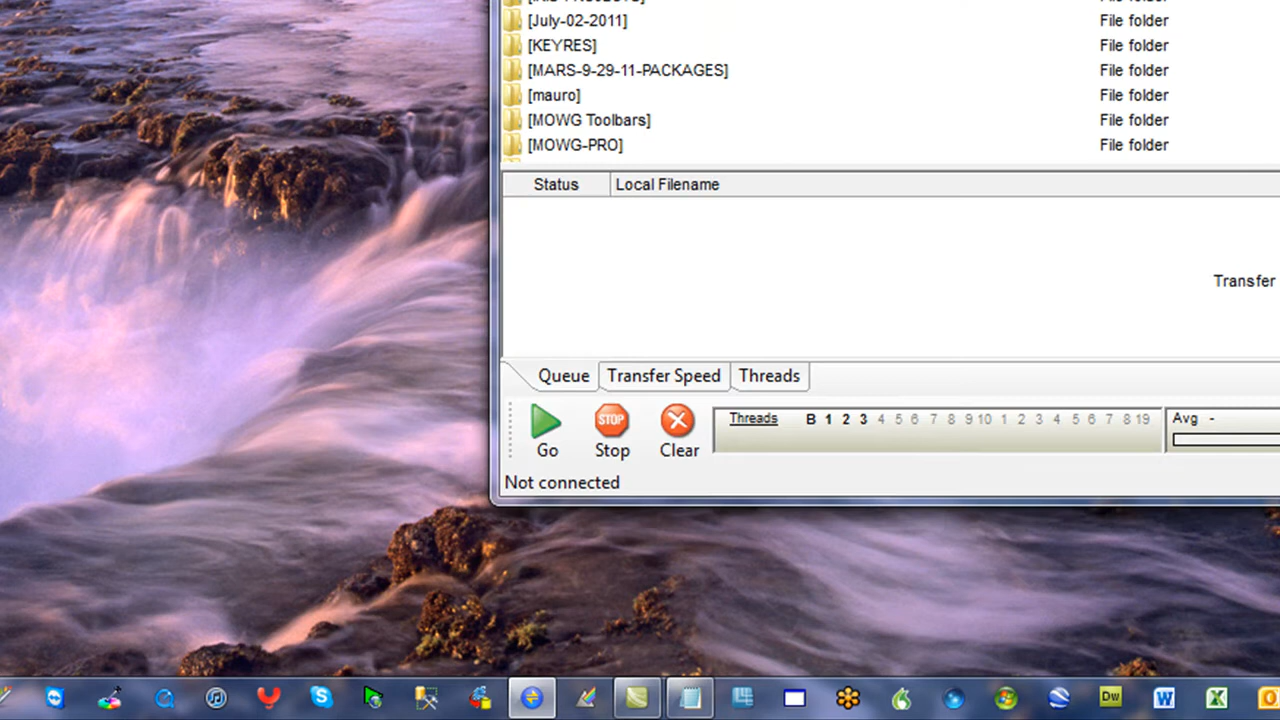 [July-02-2011] File folder
[KEYRES] File folder
[MARS-9-29-11-PACKAGES] File folder
[mauro] File folder
[MOWG Toolbars] File folder
[MOWG-PRO] File folder
Status Local Filename
Transfer
Queue Transfer Speed Threads
STOP
Go Stop Clear
Threads B 1 2 3 4 5 6 7 8 9 10 1 2 3 4 5 6 7 8 19 Avg -
Not connected
Dw W X O